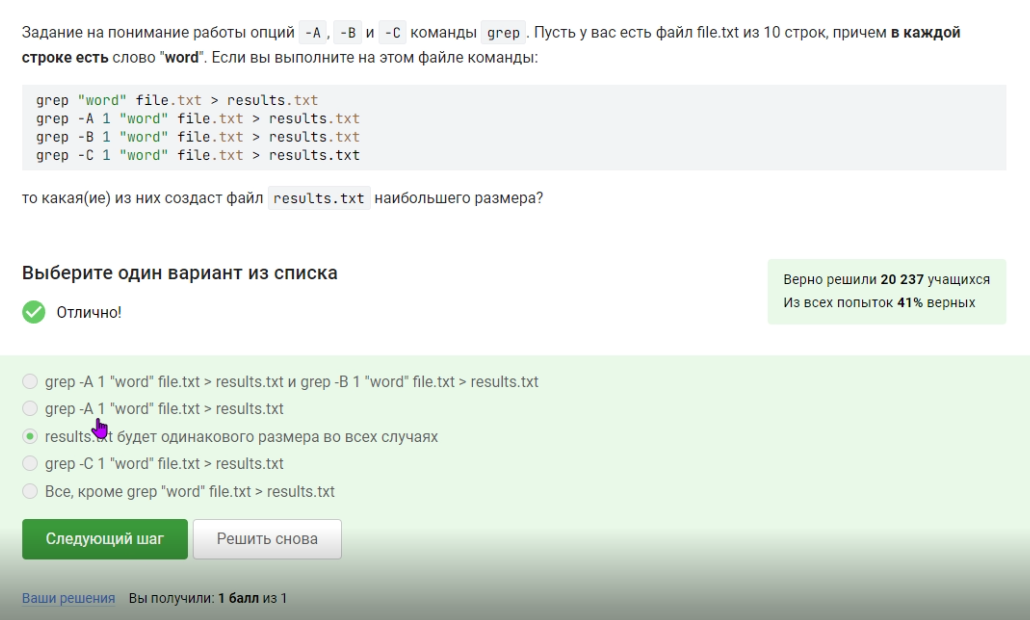 Задание на понимание работы опций -A , -B и -C команды grep . Пусть у вас есть файл file.txt из 10 строк, причем в каждой
строке есть слово "word". Если вы выполните на этом файле команды:
grep "word" file.txt > results.txt
grep -A 1 "word" file.txt > results.txt
grep -B 1 "word" file.txt > results.txt
grep -C 1 "word" file.txt > results.txt
то какая(ие) из них создаст файл results.txt наибольшего размера?
Выберите один вариант из списка
Отлично!
Верно решили 20 237 учащихся
Из всех попыток 41% верных
grep -A 1 "word" file.txt > results.txt и grep -B 1 "word" file.txt > results.txt
grep -A 1 "word" file.txt > results.txt
results.txt будет одинакового размера во всех случаях
grep -C 1 "word" file.txt > results.txt
Все, кроме grep "word" file.txt > results.txt
Следующий шаг
Решить снова
Ваши решения Вы получили: 1 балл из 1